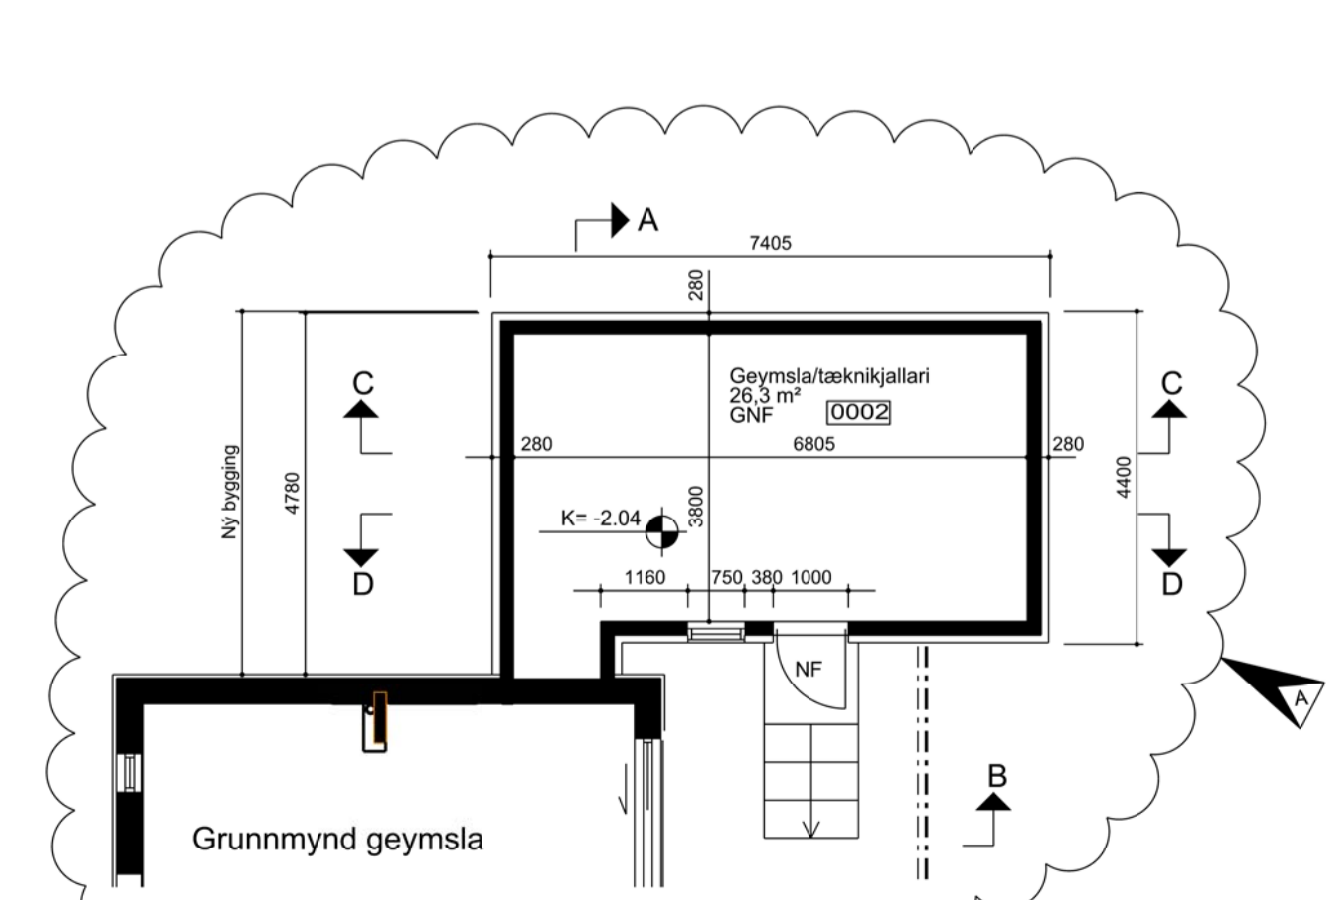 A
7405
280
C
C
Geymsla/tæknikjallari
26,3 m²
GNF 0002
280
6805
280
Ný bygging
4780
3800
4400
K= -2.04
D
D
1160
750
380
1000
NF
A
B
Grunnmynd geymsla